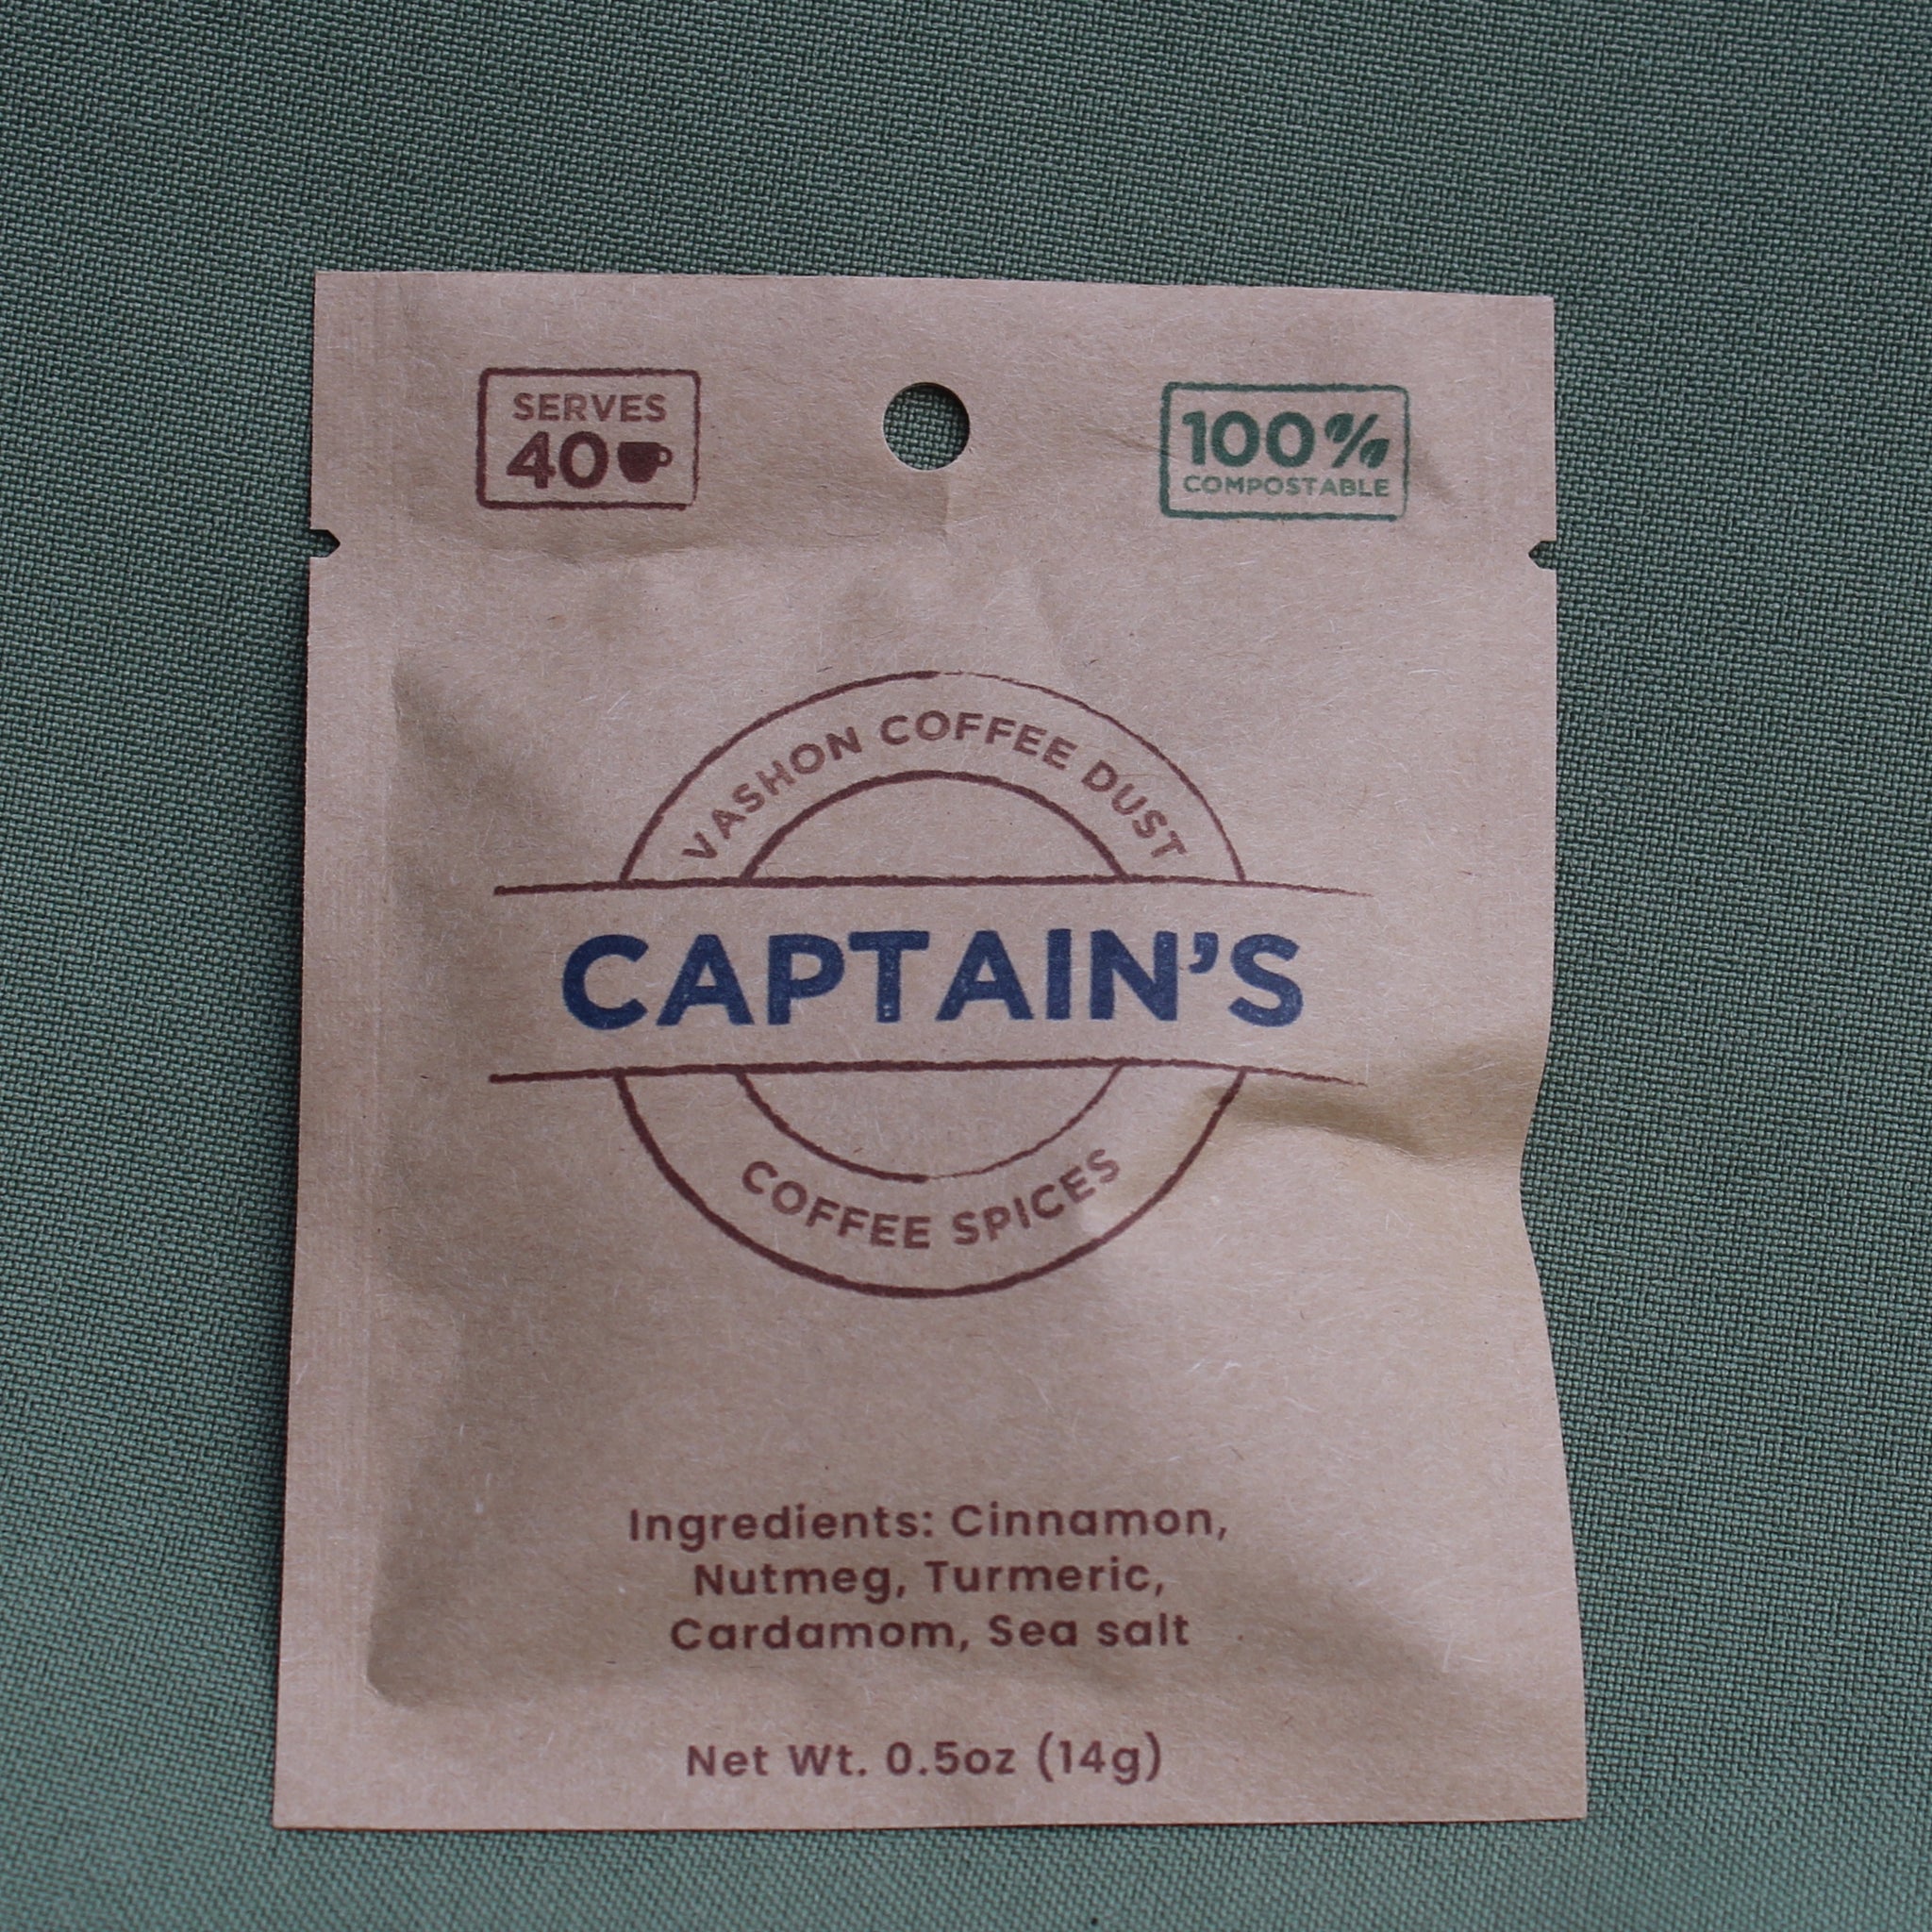 SERVES
40
100%
COMPOSTABLE
VASHON COFFEE DUST
CAPTAIN'S
COFFEE SPICES
Ingredients: Cinnamon,
Nutmeg, Turmeric,
Cardamom, Sea salt
Net Wt. 0.5oz (14g)